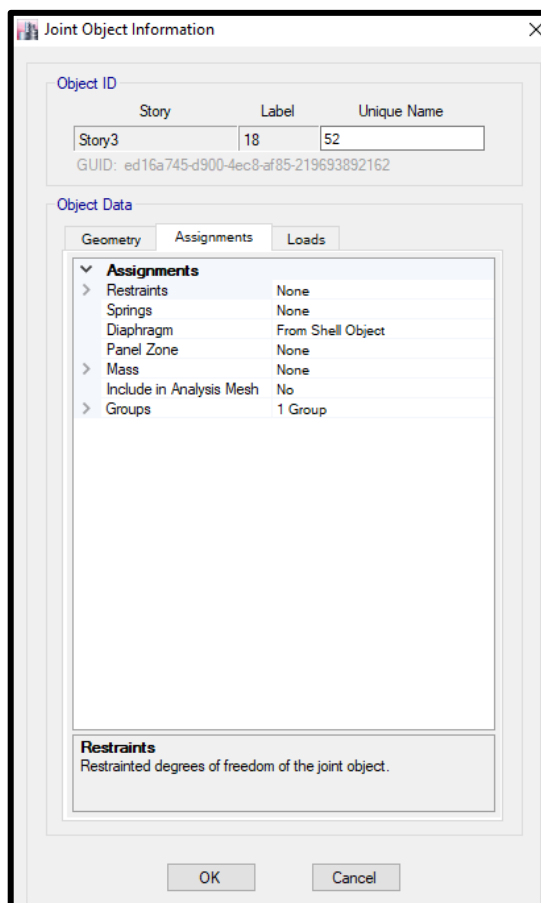 Joint Object Information
Object ID
Story Label Unique Name
Story3 18 52
GUID: ed16a745-d900-4ec8-af85-219693892162
Object Data
Geometry Assignments Loads
Assignments
Restraints None
Springs None
Diaphragm From Shell Object
Panel Zone None
Mass None
Include in Analysis Mesh No
Groups 1 Group
Restraints
Restrainted degrees of freedom of the joint object.
OK Cancel